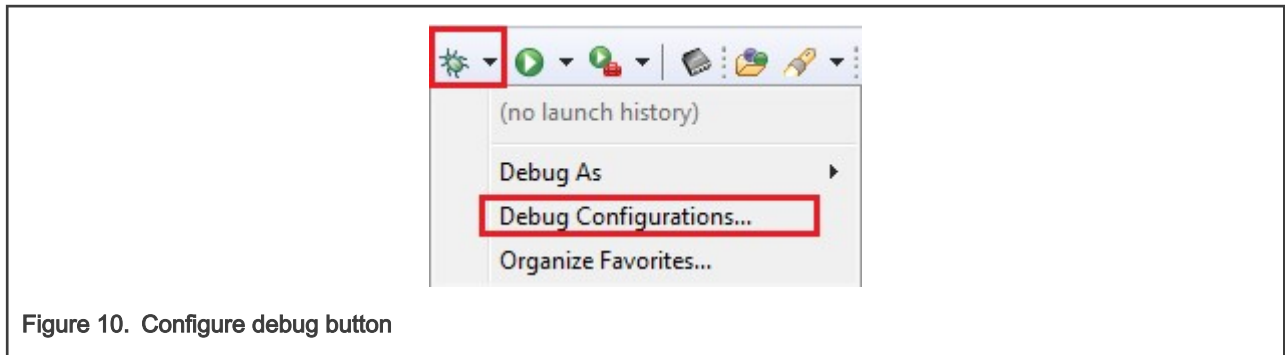 (no launch history)
Debug As
Debug Configurations...
Organize Favorites...
Figure 10. Configure debug button